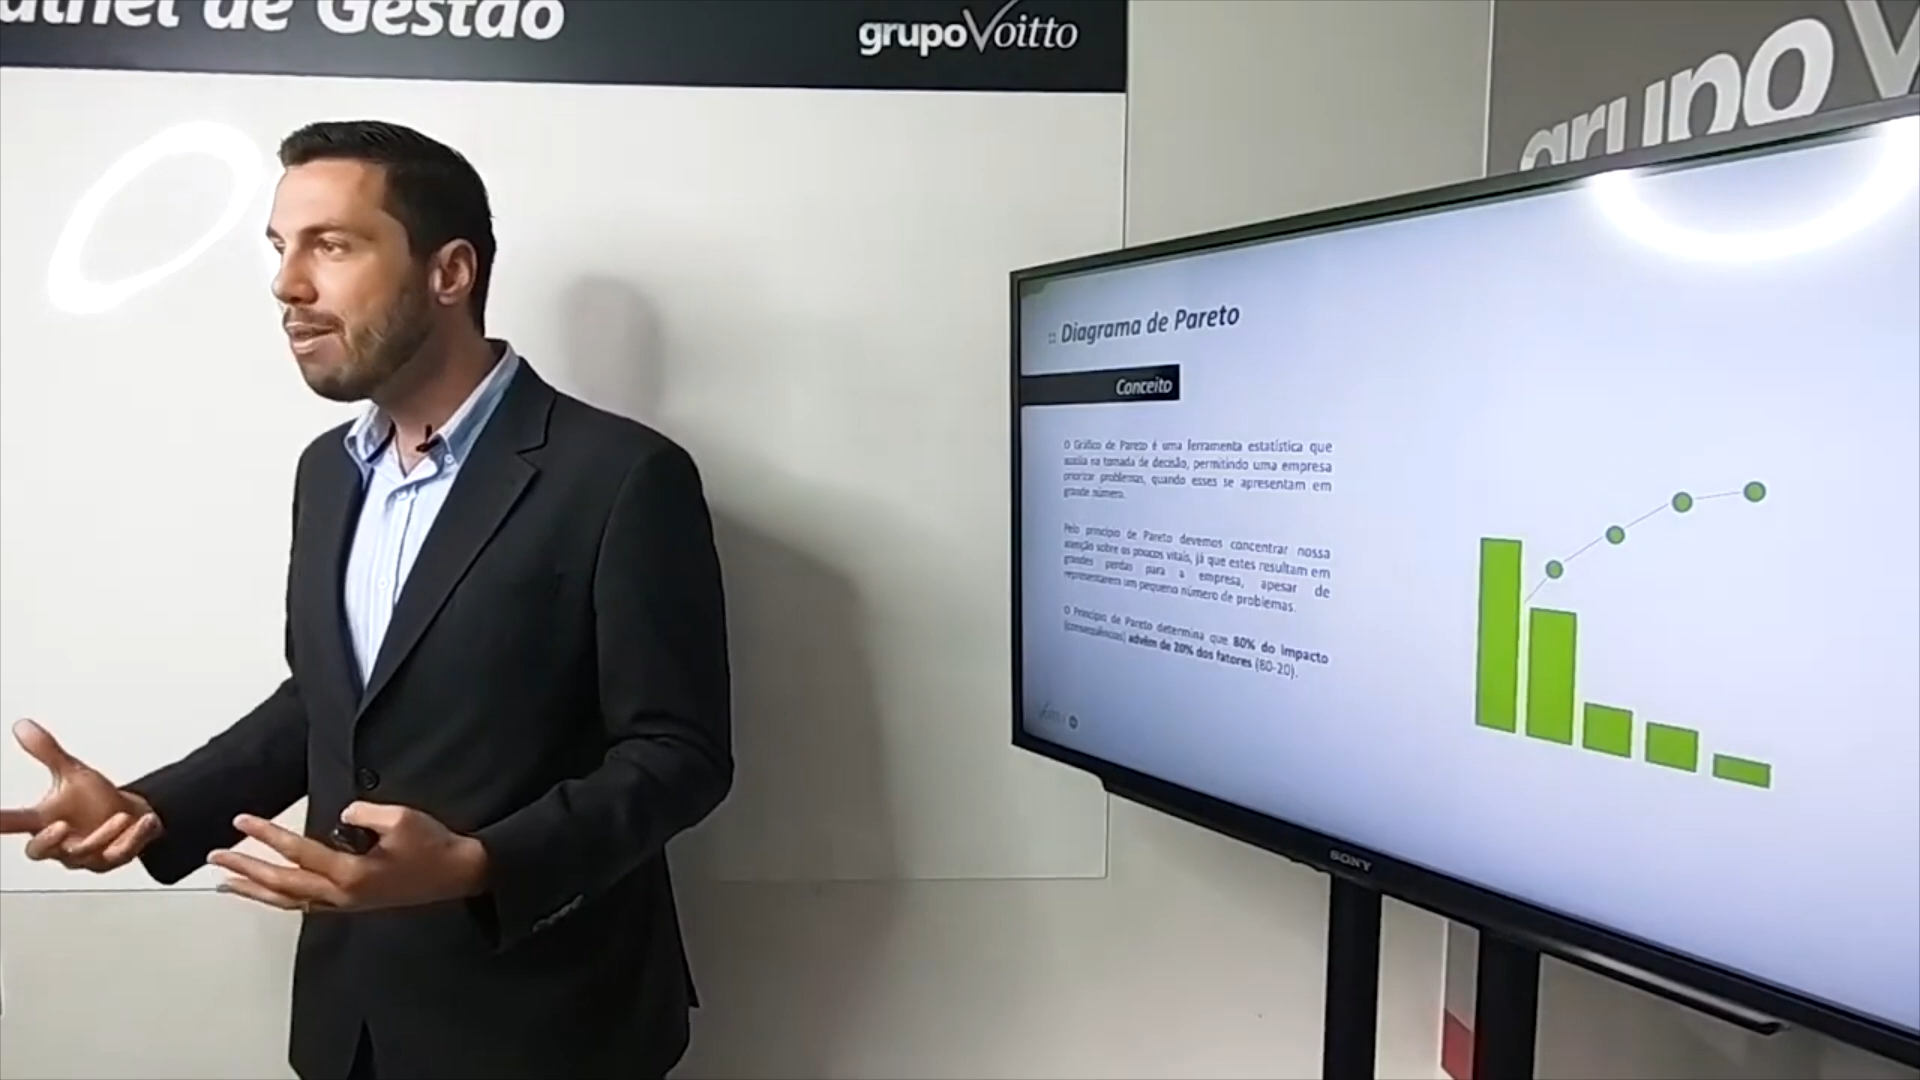 de Gestão
grupoVoitto
grupo
:: Diagrama de Pareto
Conceito
O Gráfico de Pareto é uma ferramenta estatística que
auxilia na tomada de decisão, permitindo uma empresa
priorizar problemas, quando esses se apresentam em
grande número.
Pelo princípio de Pareto devemos concentrar nossa
atenção sobre os poucos vitais, já que estes resultam em
grandes perdas para a empresa, apesar de
representarem um pequeno número de problemas.
O Princípio de Pareto determina que 80% do impacto
(consequências) advém de 20% dos fatores (80-20).
SONY